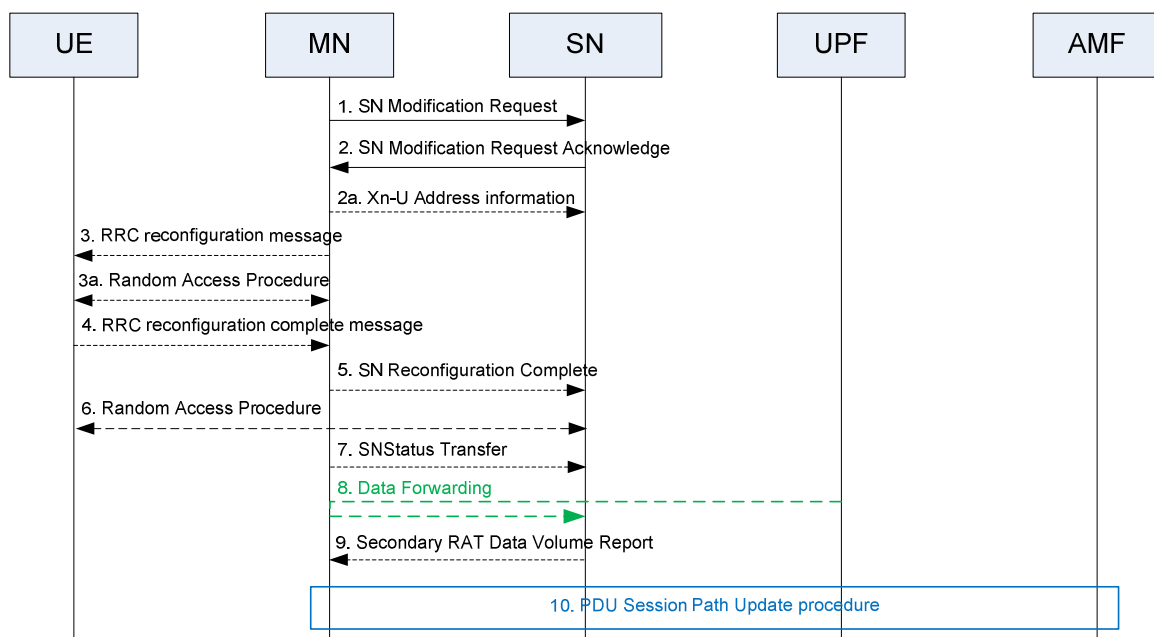 UE
MN
SN
UPF
AMF
1. SN Modification Request
2. SN Modification Request Acknowledge
2a. Xn-U Address information
3. RRC reconfiguration message
3a. Random Access Procedure
4. RRC reconfiguration complete message
5. SN Reconfiguration Complete
6. Random Access Procedure
7. SNStatus Transfer
8. Data Forwarding
9. Secondary RAT Data Volume Report
10. PDU Session Path Update procedure